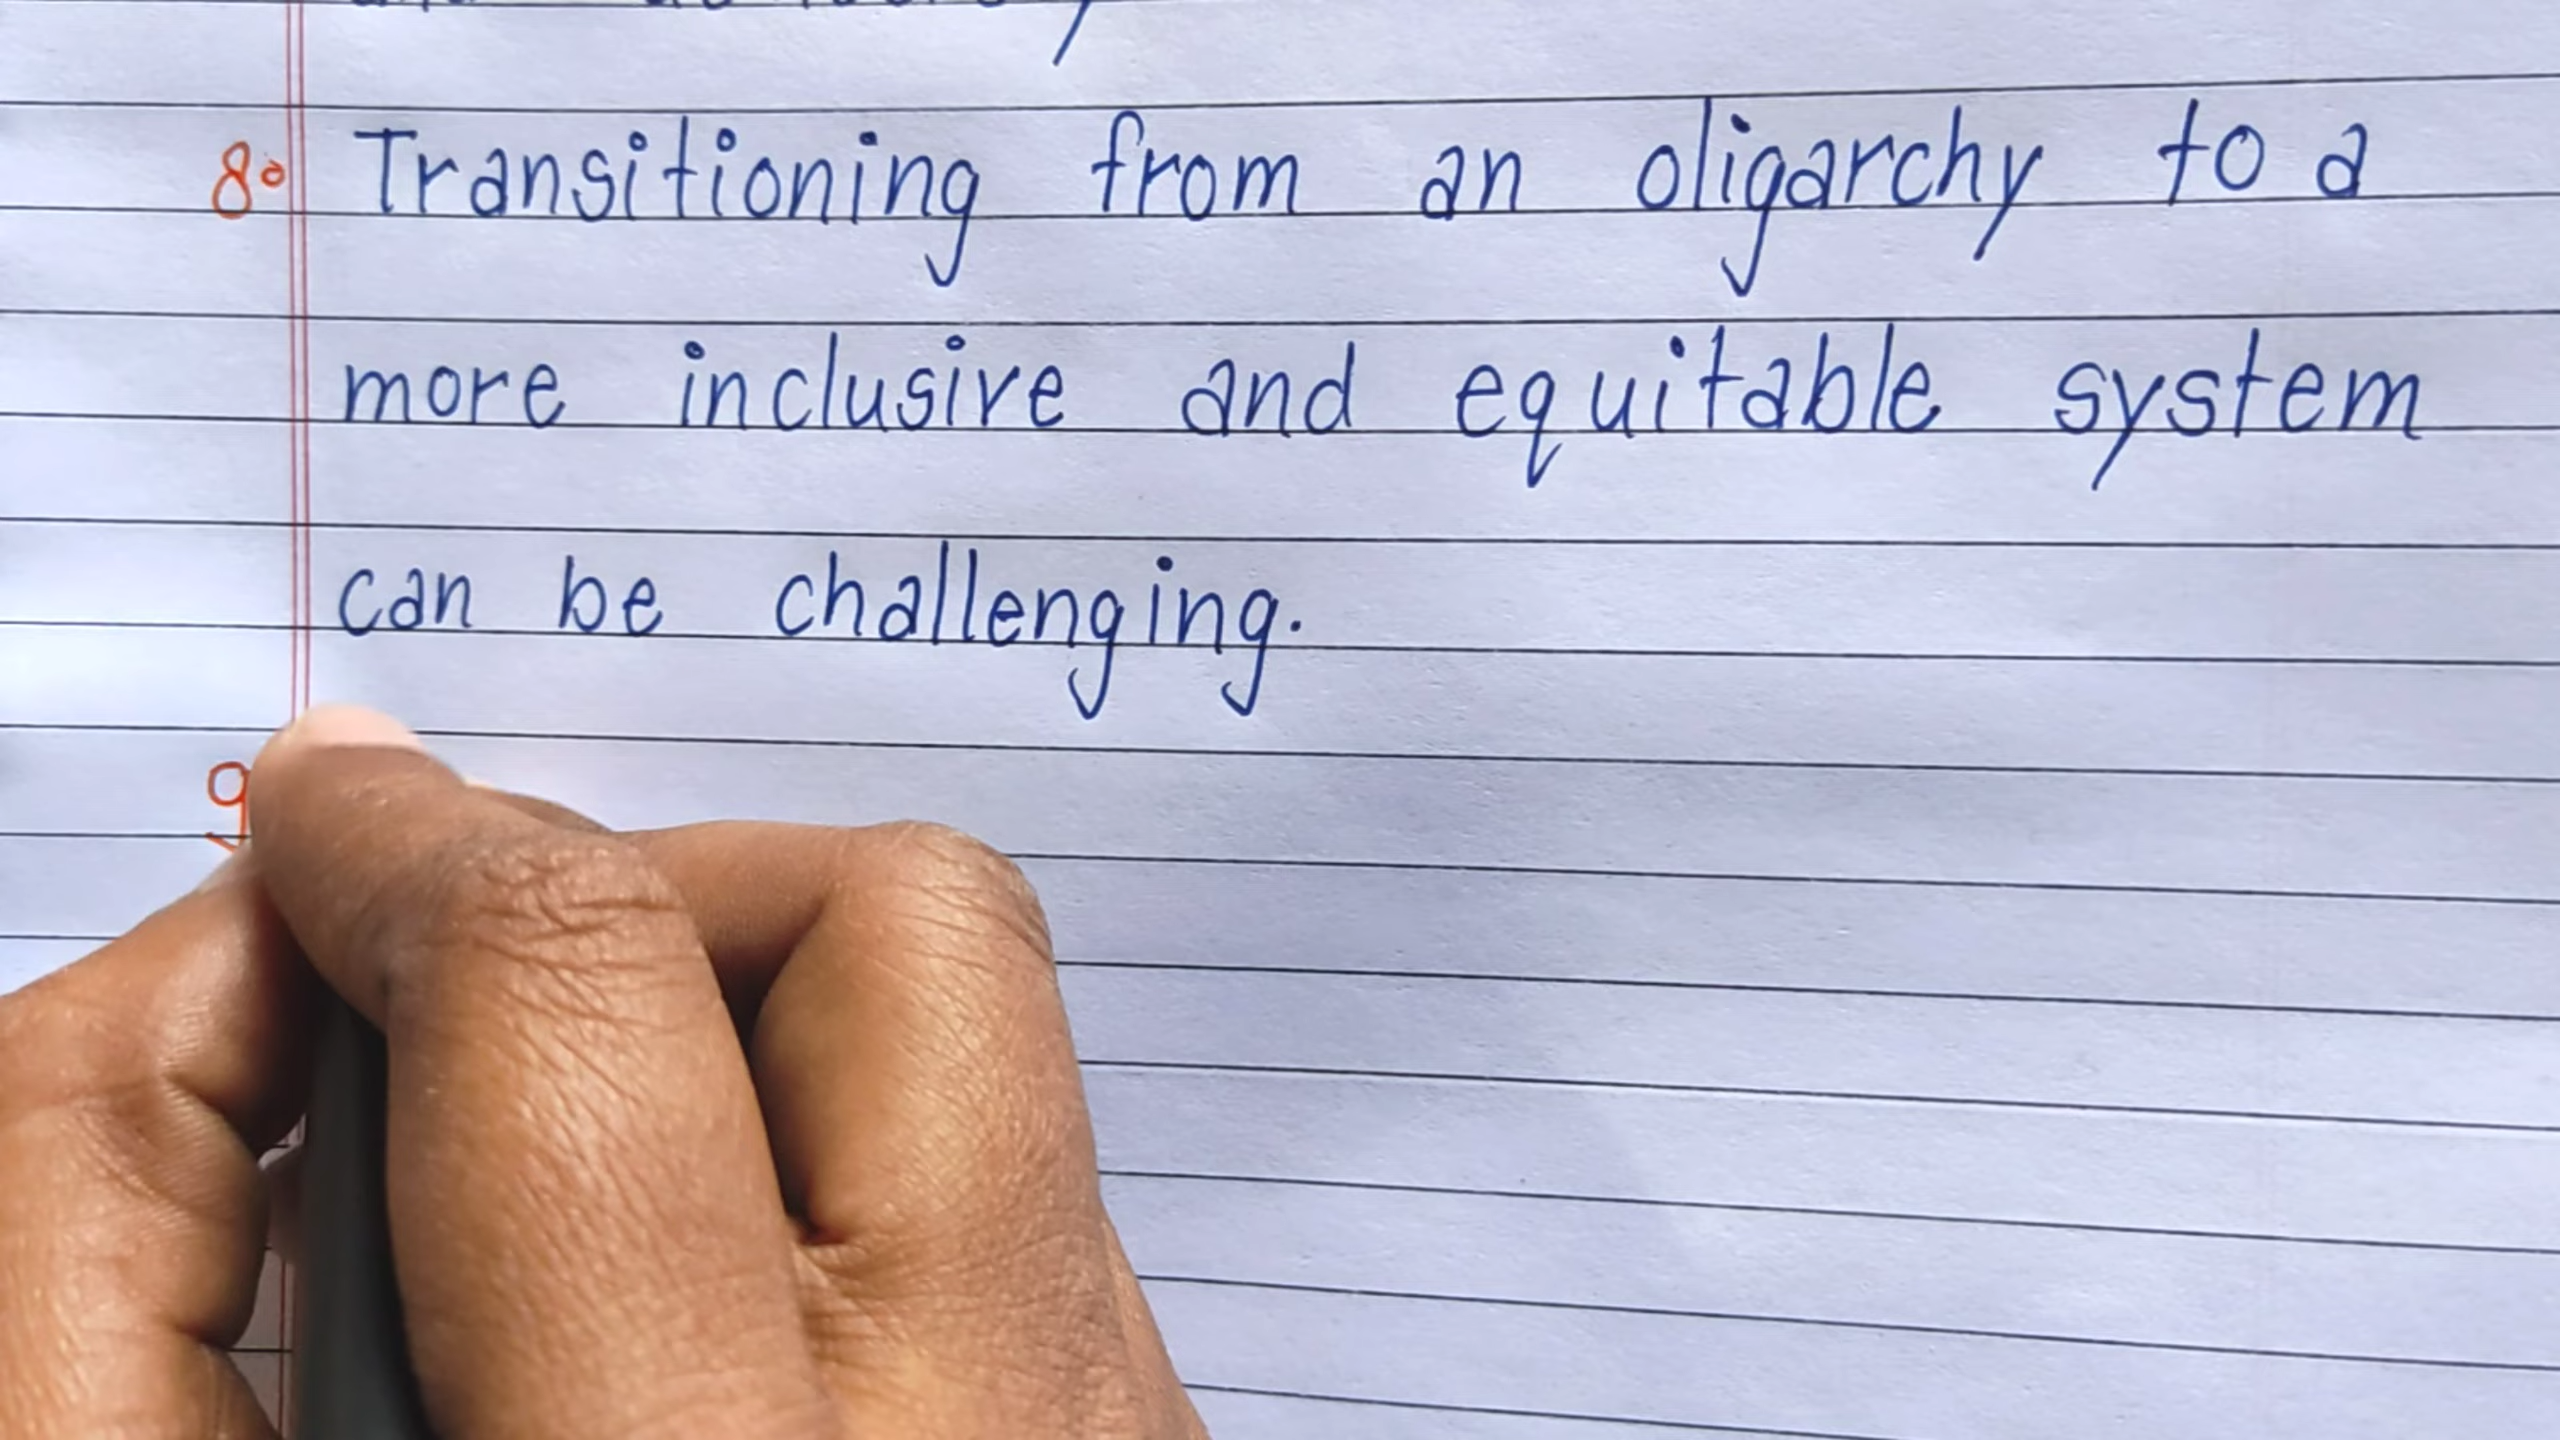 8. Transitioning from an oligarchy to a
more inclusive and equitable system
can be challenging.
9